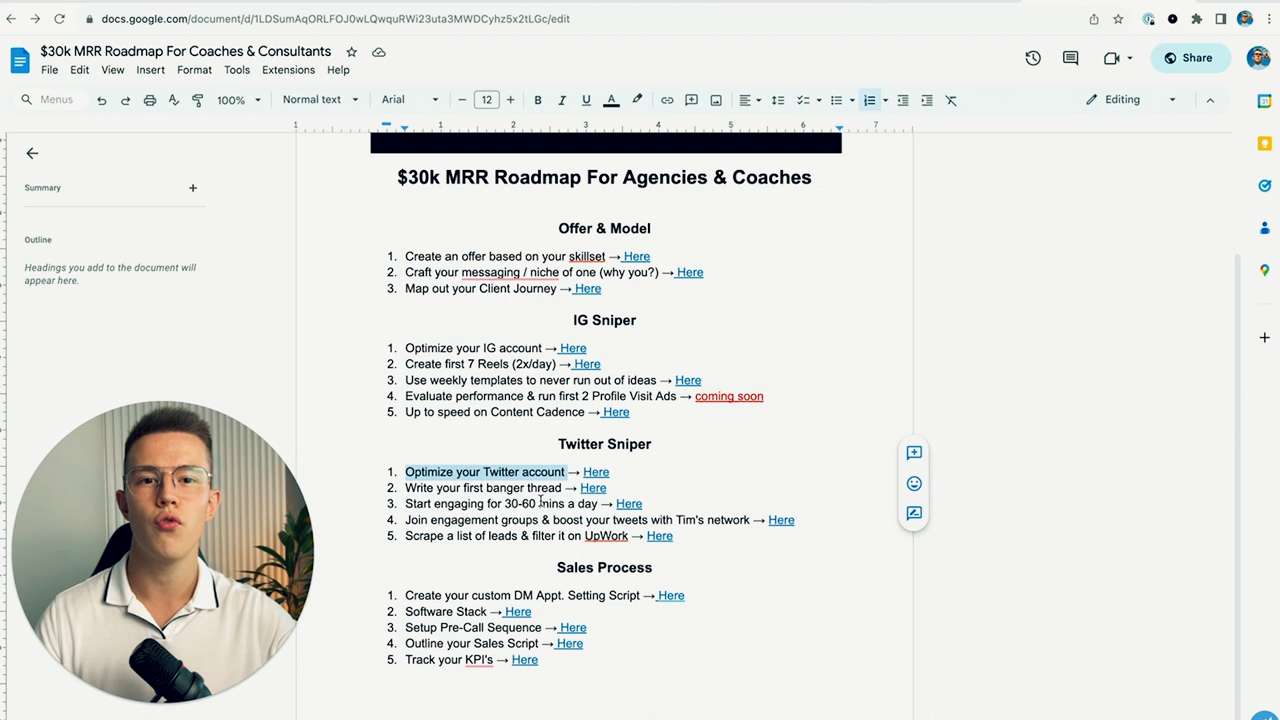 docs.google.com/document/d/1LDSumAqORLFOJ0wLQwquRWi23uta3MWDCyhz5x2tLGc/edit
$30k MRR Roadmap For Coaches & Consultants
File Edit View Insert Format Tools Extensions Help
Share
Menus 100% Normal text Arial 12 Editing
1 1 2 3 4 5 6 7
Summary
Outline
Headings you add to the document will
appear here.
$30k MRR Roadmap For Agencies & Coaches
Offer & Model
1. Create an offer based on your skillset → Here
2. Craft your messaging / niche of one (why you?) → Here
3. Map out your Client Journey → Here
IG Sniper
1. Optimize your IG account → Here
2. Create first 7 Reels (2x/day) → Here
3. Use weekly templates to never run out of ideas → Here
4. Evaluate performance & run first 2 Profile Visit Ads → coming soon
5. Up to speed on Content Cadence → Here
Twitter Sniper
1. Optimize your Twitter account → Here
2. Write your first banger thread → Here
3. Start engaging for 30-60 mins a day → Here
4. Join engagement groups & boost your tweets with Tim's network → Here
5. Scrape a list of leads & filter it on UpWork → Here
Sales Process
1. Create your custom DM Appt. Setting Script → Here
2. Software Stack → Here
3. Setup Pre-Call Sequence → Here
4. Outline your Sales Script → Here
5. Track your KPI's → Here